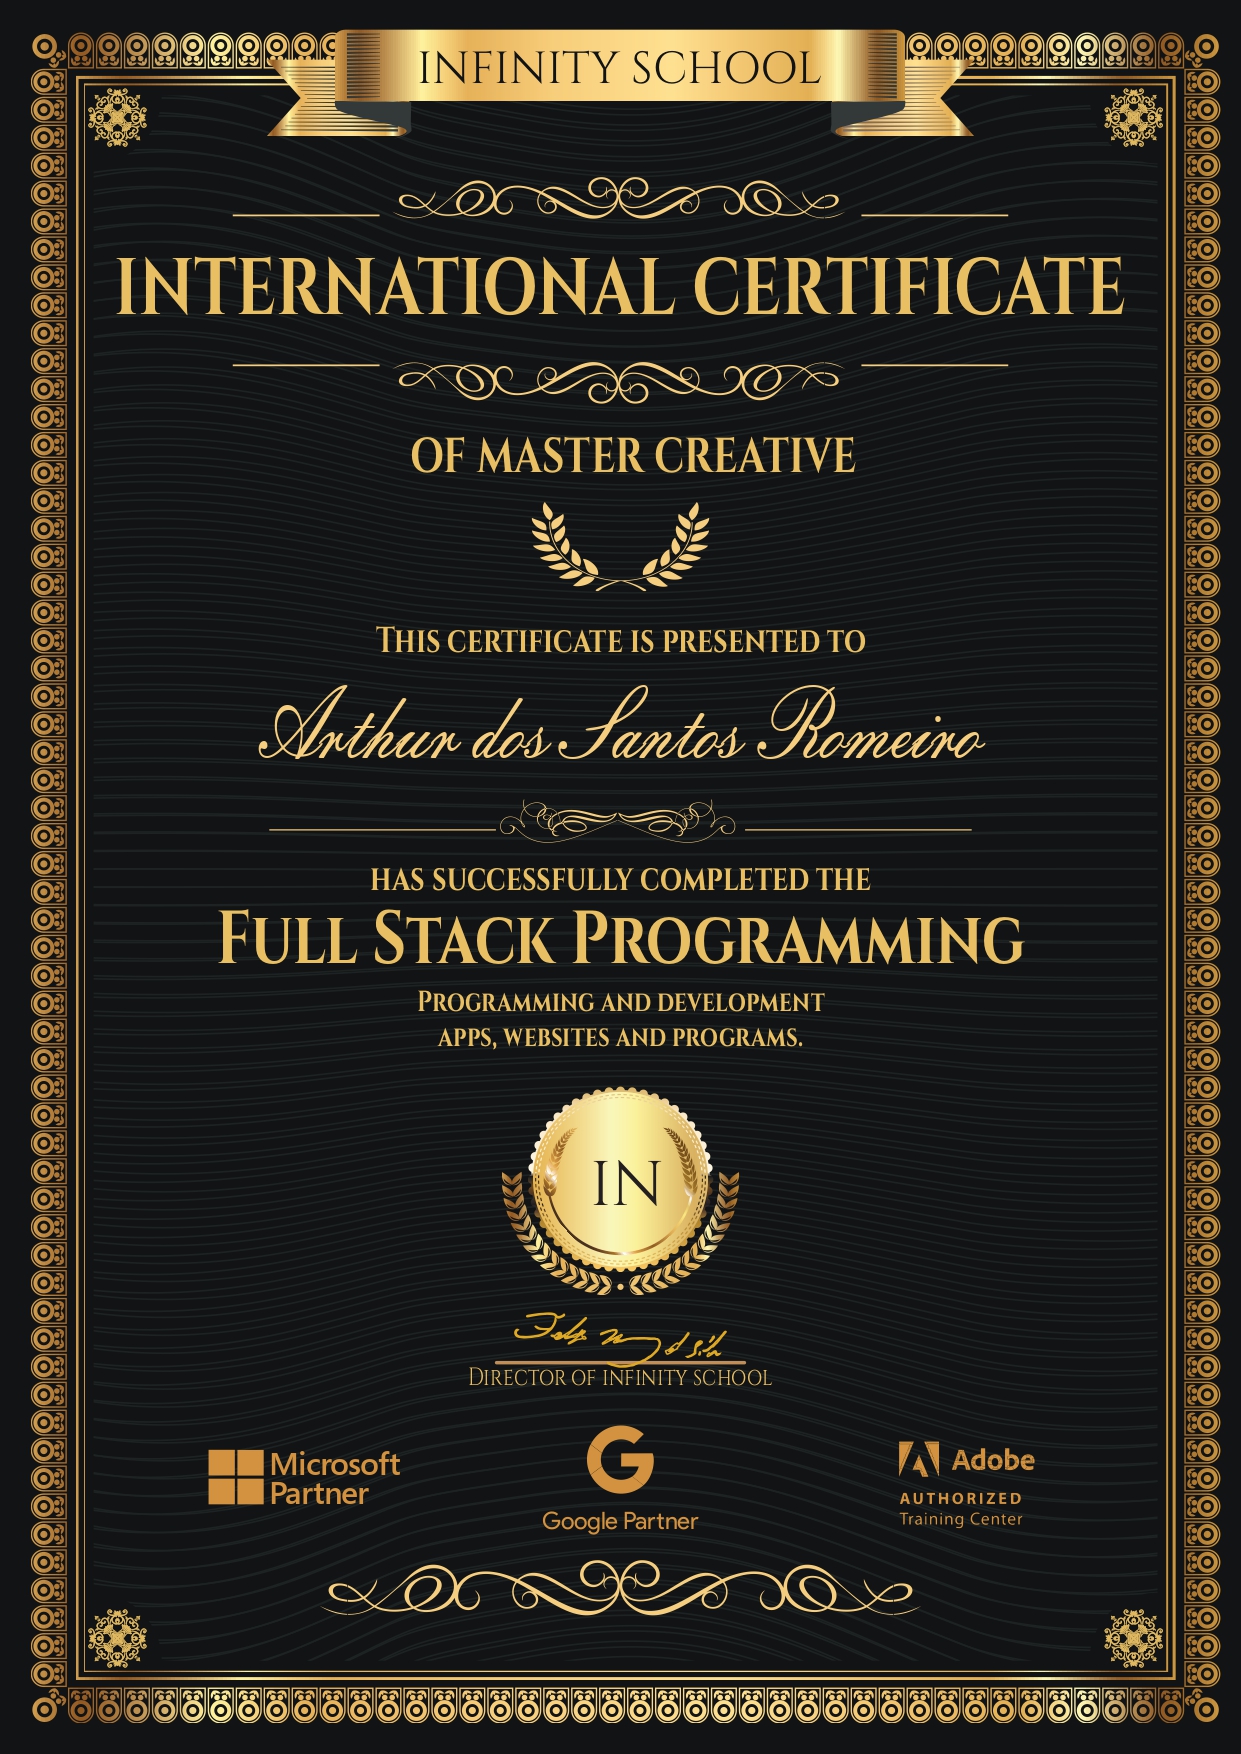 INFINITY SCHOOL
INTERNATIONAL CERTIFICATE
OF MASTER CREATIVE
THIS CERTIFICATE IS PRESENTED TO
Arthur dos Santos Romeiro
HAS SUCCESSFULLY COMPLETED THE
FULL STACK PROGRAMMING
PROGRAMMING AND DEVELOPMENT
APPS, WEBSITES AND PROGRAMS.
IN
DIRECTOR OF INFINITY SCHOOL
Microsoft
Partner
Google Partner
Adobe
AUTHORIZED
Training Center